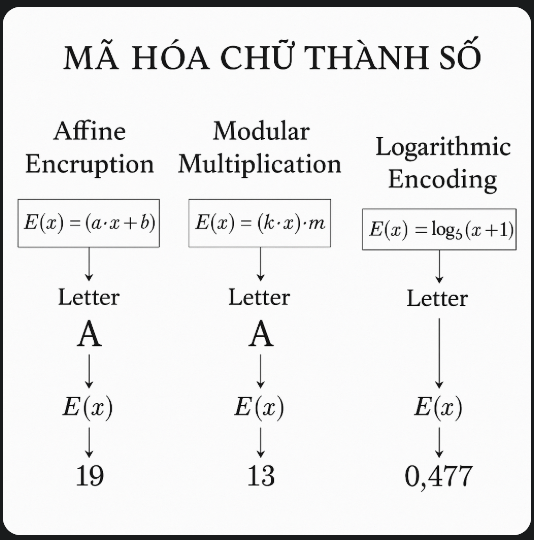 MÃ HÓA CHỮ THÀNH SỐ
Affine
Encruption
E(x) = (a·x+b)
Letter
A
E(x)
19
Modular
Multiplication
E(x) = (k·x)·m
Letter
A
E(x)
13
Logarithmic
Encoding
E(x) = log₅(x+1)
Letter
E(x)
0,477